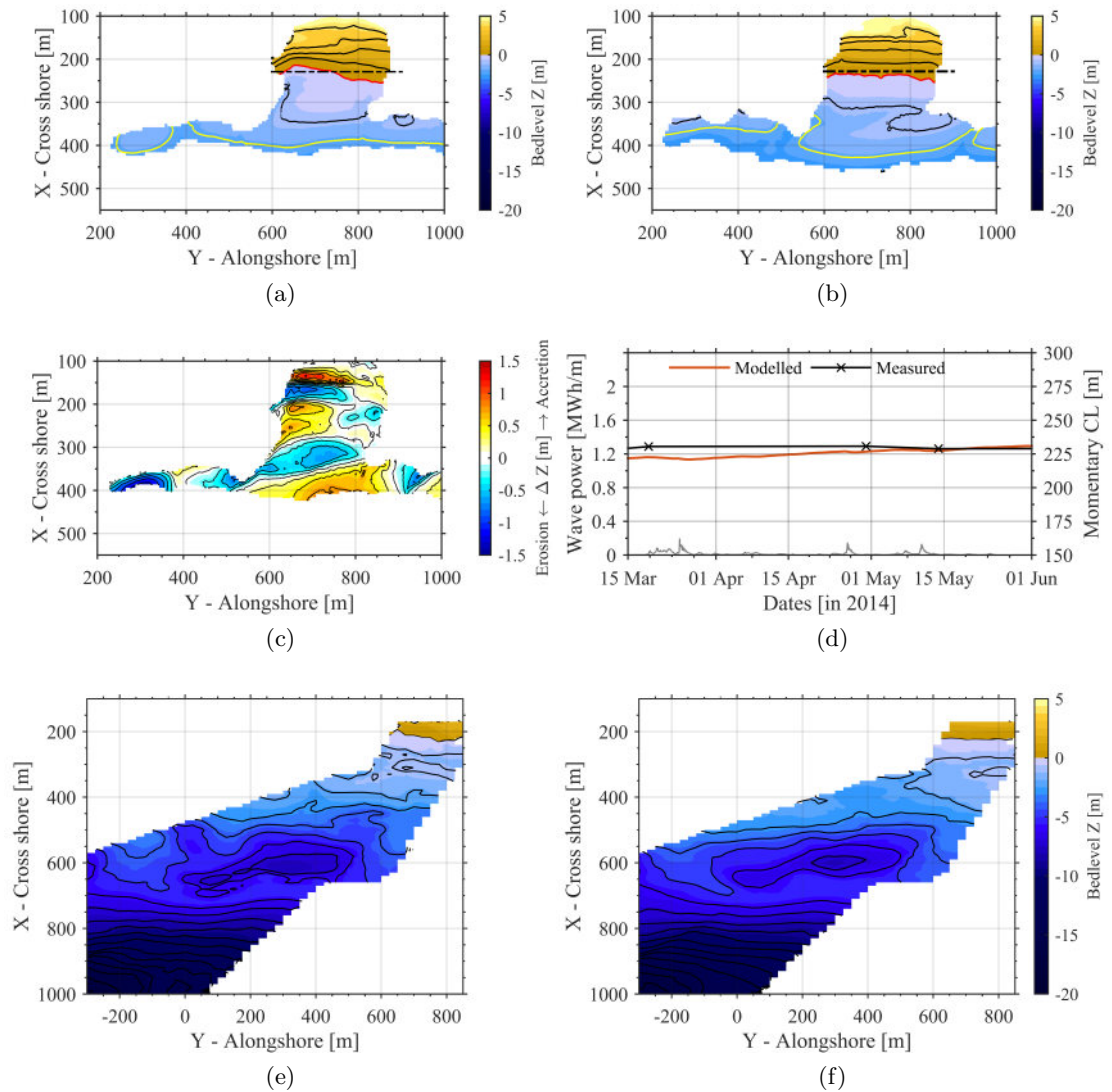 100
200
300
400
500
X - Cross shore [m]
200
400
600
800
1000
Y - Alongshore [m]
5
0
-5
-10
-15
-20
Bedlevel Z [m]
(a)
100
200
300
400
500
X - Cross shore [m]
200
400
600
800
1000
Y - Alongshore [m]
5
0
-5
-10
-15
-20
Bedlevel Z [m]
(b)
100
200
300
400
500
X - Cross shore [m]
200
400
600
800
1000
Y - Alongshore [m]
1.5
1
0.5
0
-0.5
-1
-1.5
Erosion ← Δ Z [m] → Accretion
(c)
Modelled
Measured
2
1.6
1.2
0.8
0.4
0
Wave power [MWh/m]
300
275
250
225
200
175
150
Momentary CL [m]
15 Mar
01 Apr
15 Apr
01 May
15 May
01 Jun
Dates [in 2014]
(d)
200
400
600
800
1000
X - Cross shore [m]
-200
0
200
400
600
800
Y - Alongshore [m]
(e)
200
400
600
800
1000
X - Cross shore [m]
-200
0
200
400
600
800
Y - Alongshore [m]
5
0
-5
-10
-15
-20
Bedlevel Z [m]
(f)